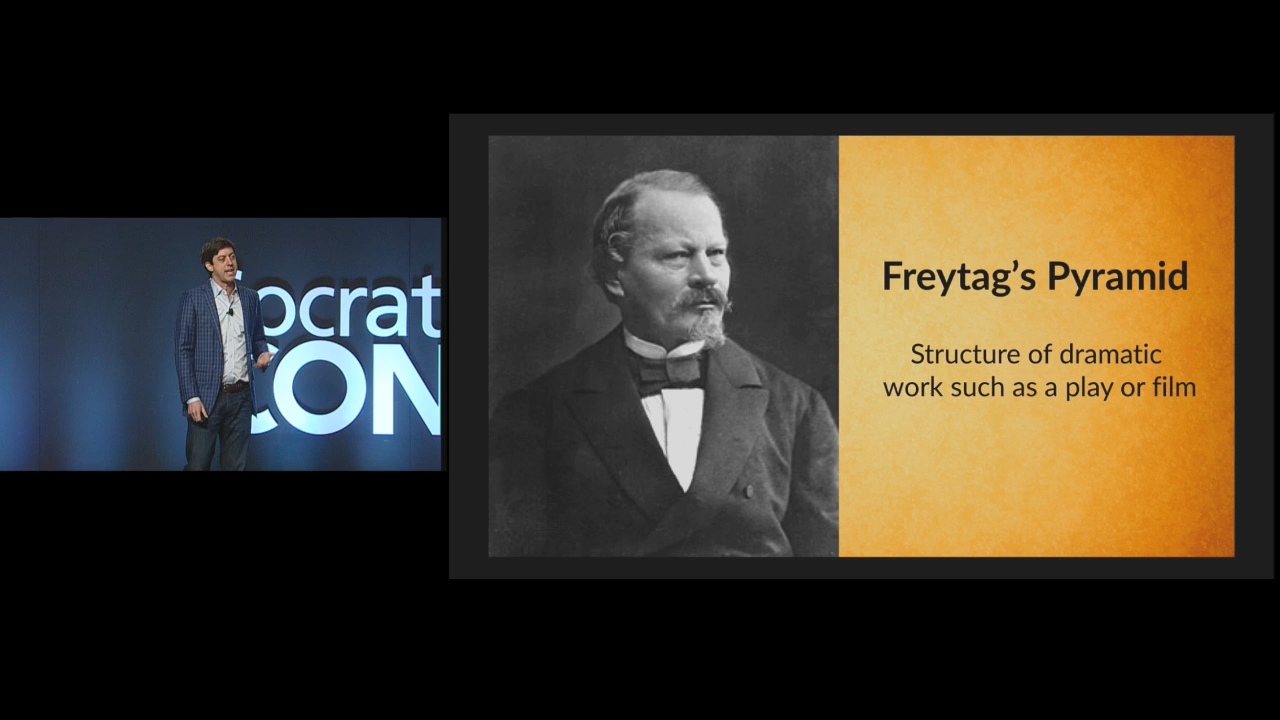 ocrat
CON
Freytag’s Pyramid
Structure of dramatic
work such as a play or film